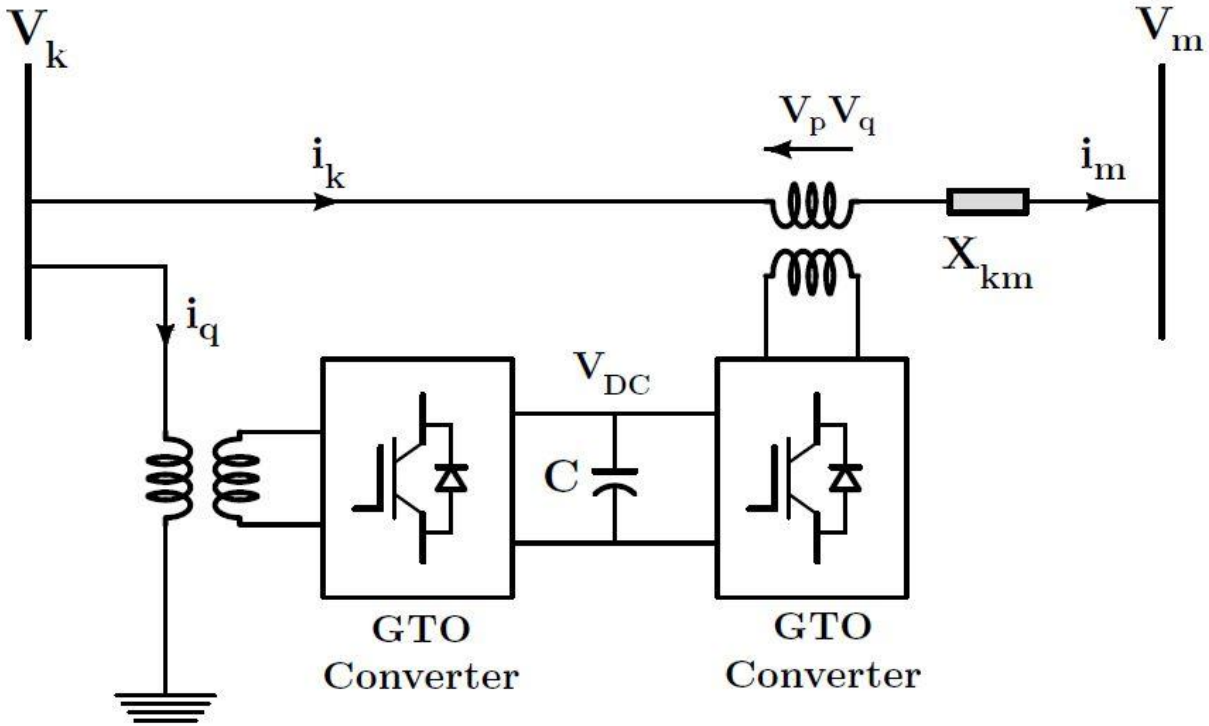 V_k
V_m
V_p V_q
i_k
i_m
X_km
i_q
V_DC
C
GTO
Converter
GTO
Converter